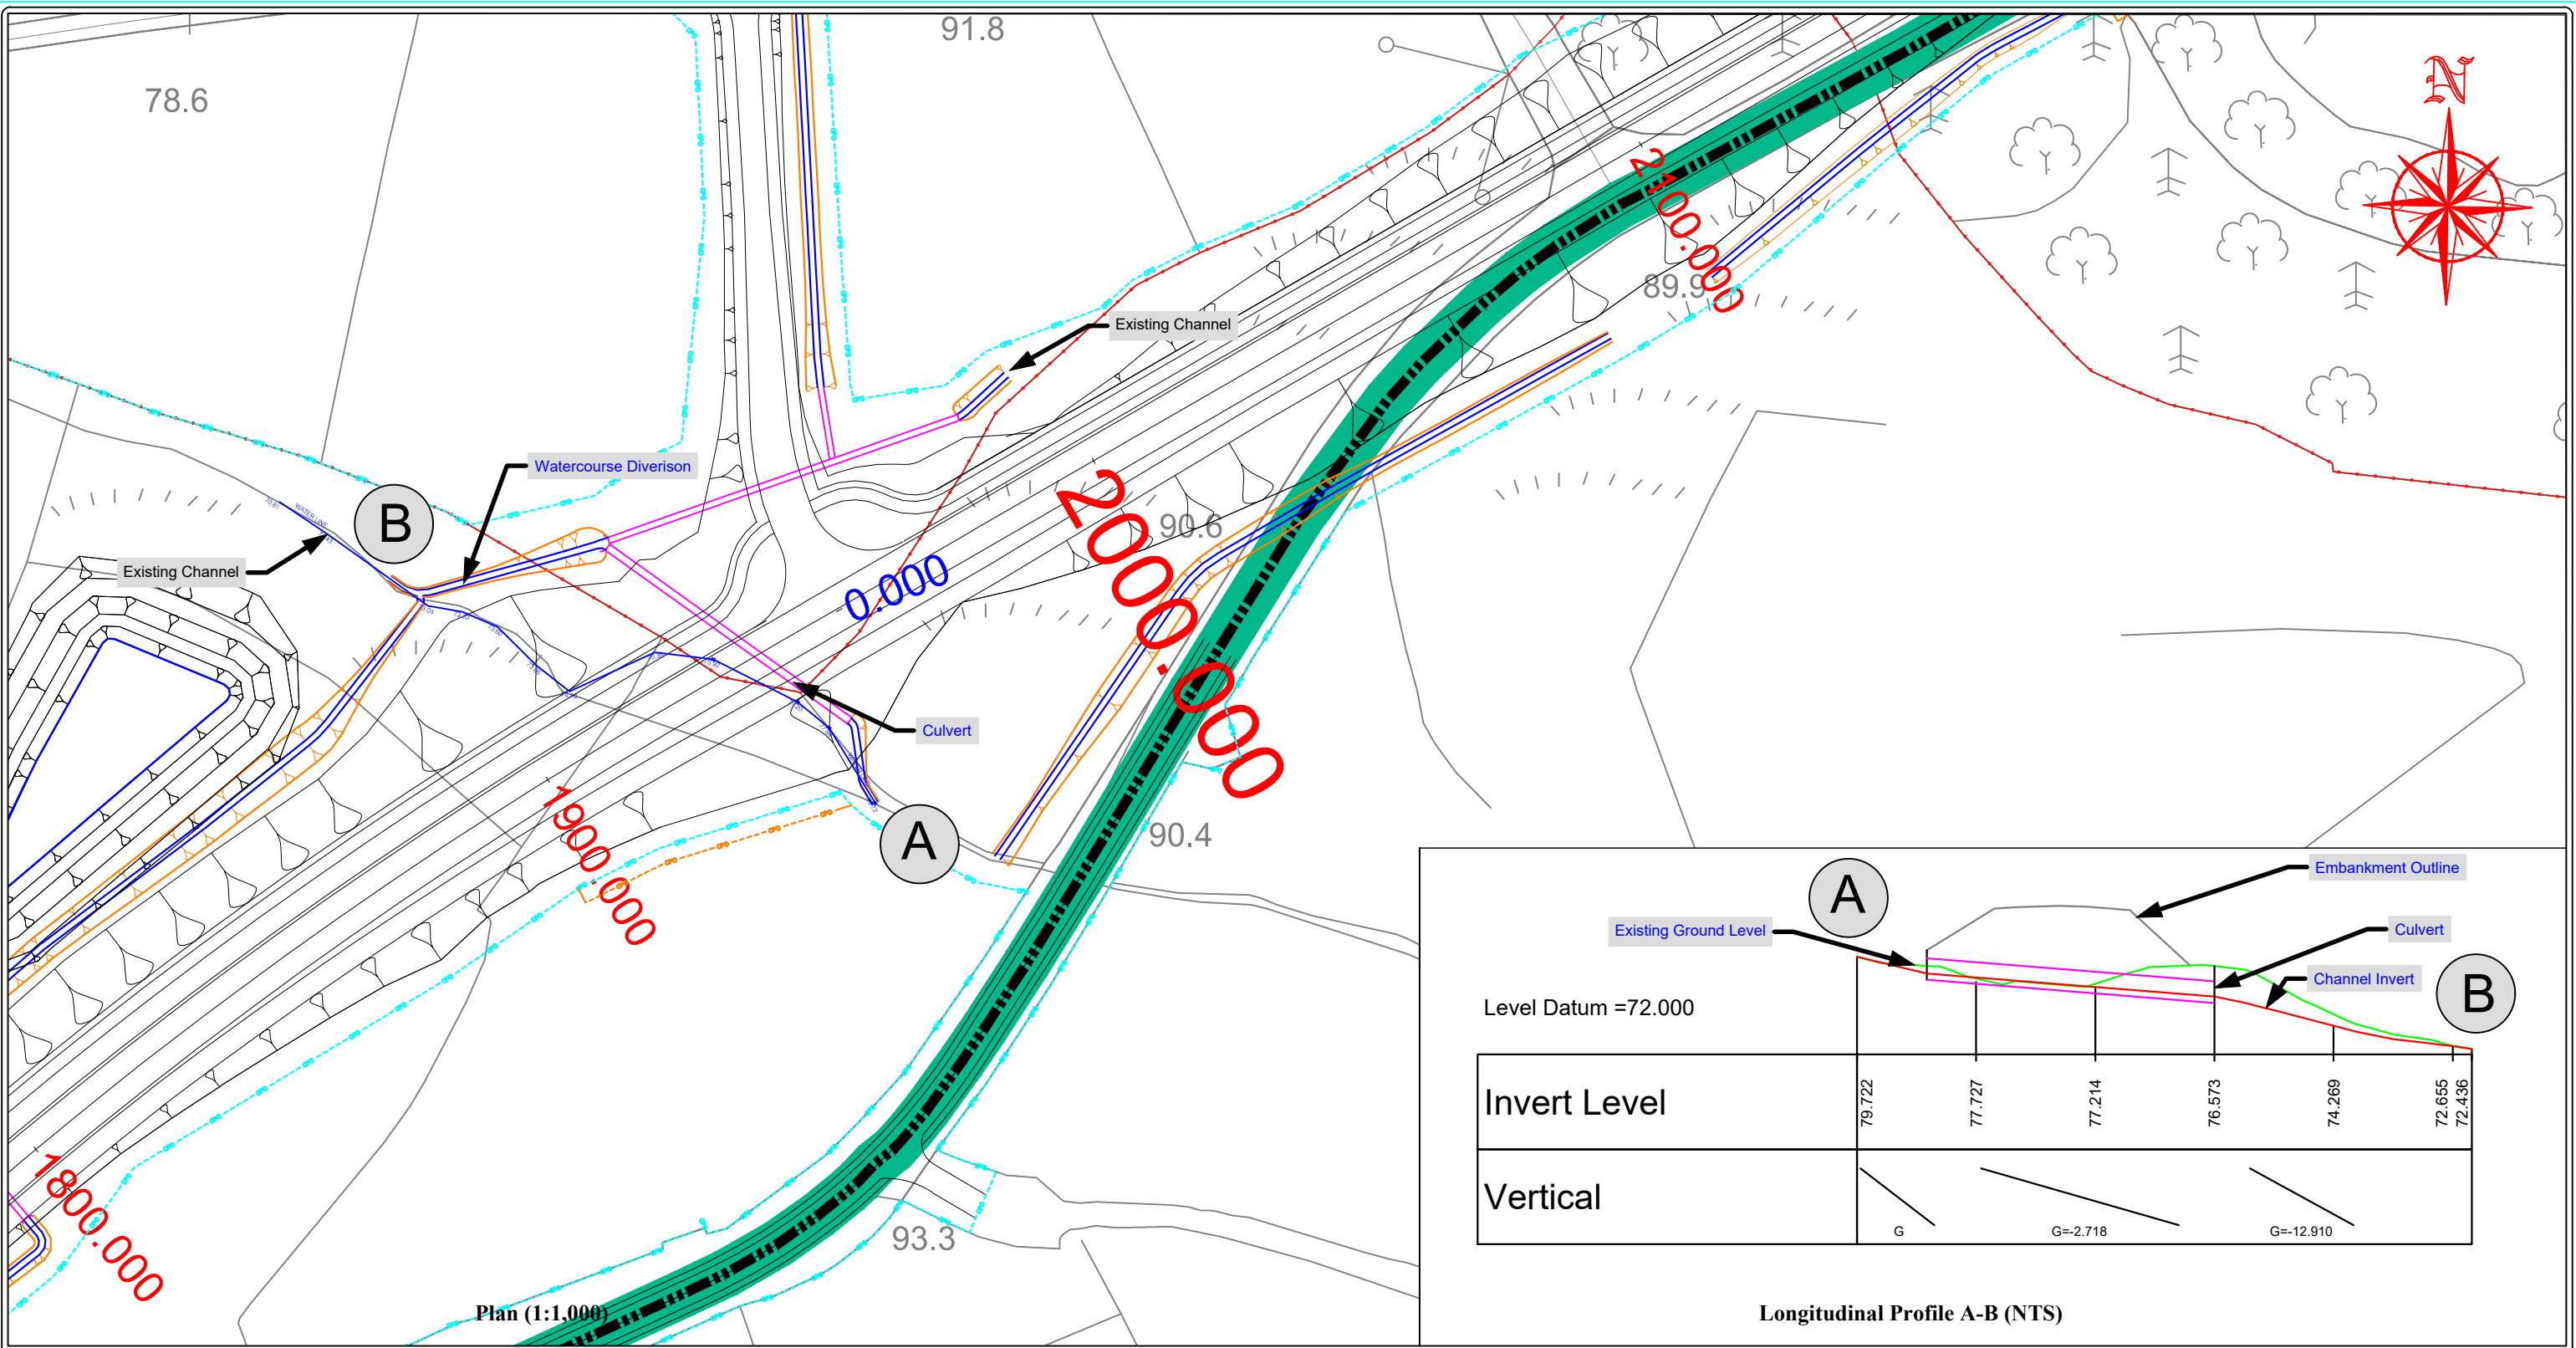 91.8
78.6
N
2100.000
89.9
Existing Channel
Watercourse Diverison
B
WATER LINE
Existing Channel
90.6
2000.000
0.000
Culvert
A
90.4
1900.000
1800.000
93.3
Plan (1:1,000)
A
Embankment Outline
Existing Ground Level
Culvert
Channel Invert
B
Level Datum =72.000
Invert Level
79.722
77.727
77.214
76.573
74.269
72.655
72.436
Vertical
G
G=-2.718
G=-12.910
Longitudinal Profile A-B (NTS)